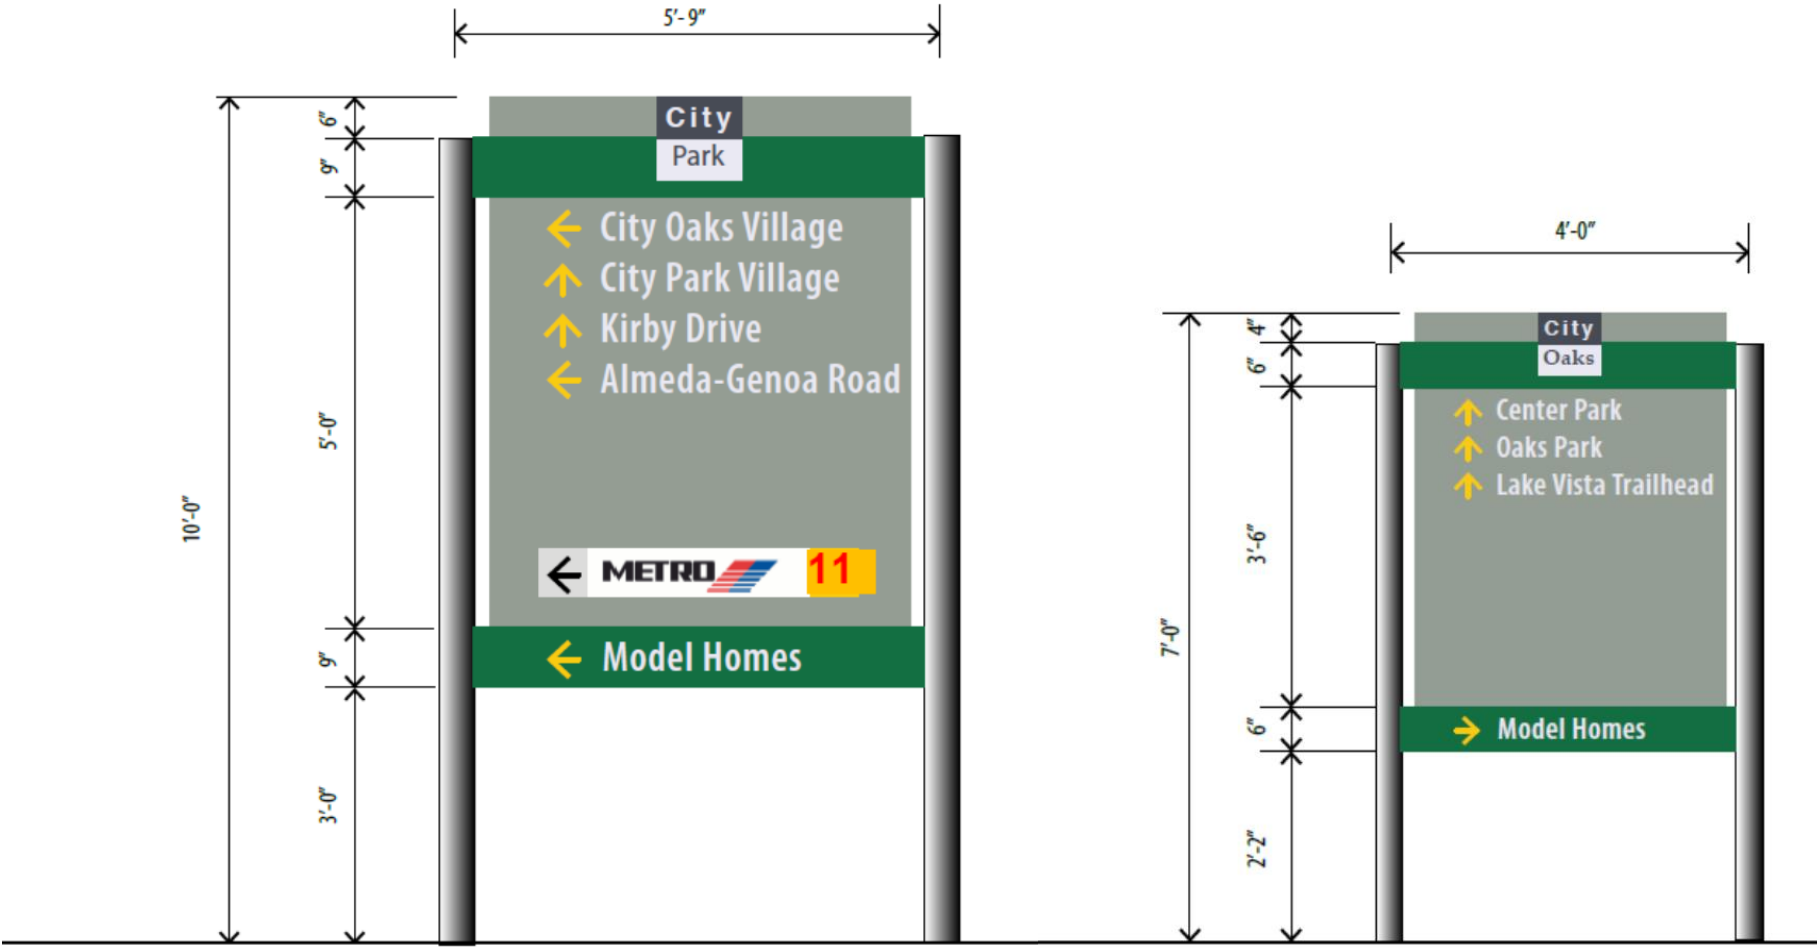 5'-9"
6"
9"
5'-0"
10'-0"
9"
3'-0"
City
Park
City Oaks Village
City Park Village
Kirby Drive
Almeda-Genoa Road
METRO 11
Model Homes
4'-0"
4"
6"
3'-6"
7'-0"
6"
2'-2"
City
Oaks
Center Park
Oaks Park
Lake Vista Trailhead
Model Homes